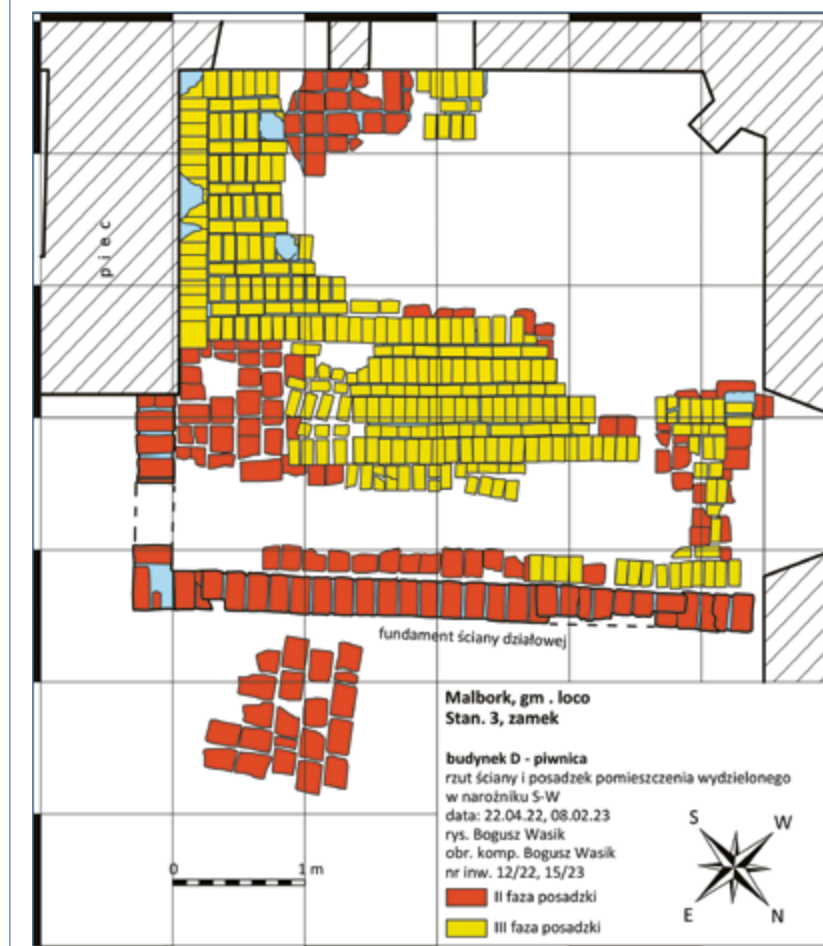 piec
fundament ściany działowej
Malbork, gm . loco
Stan. 3, zamek
budynek D - piwnica
rzut ściany i posadzek pomieszczenia wydzielonego
w narożniku S-W
data: 22.04.22, 08.02.23
rys. Bogusz Wasik
obr. komp. Bogusz Wasik
nr inw. 12/22, 15/23
S
W
E
N
0
1 m
II faza posadzki
III faza posadzki